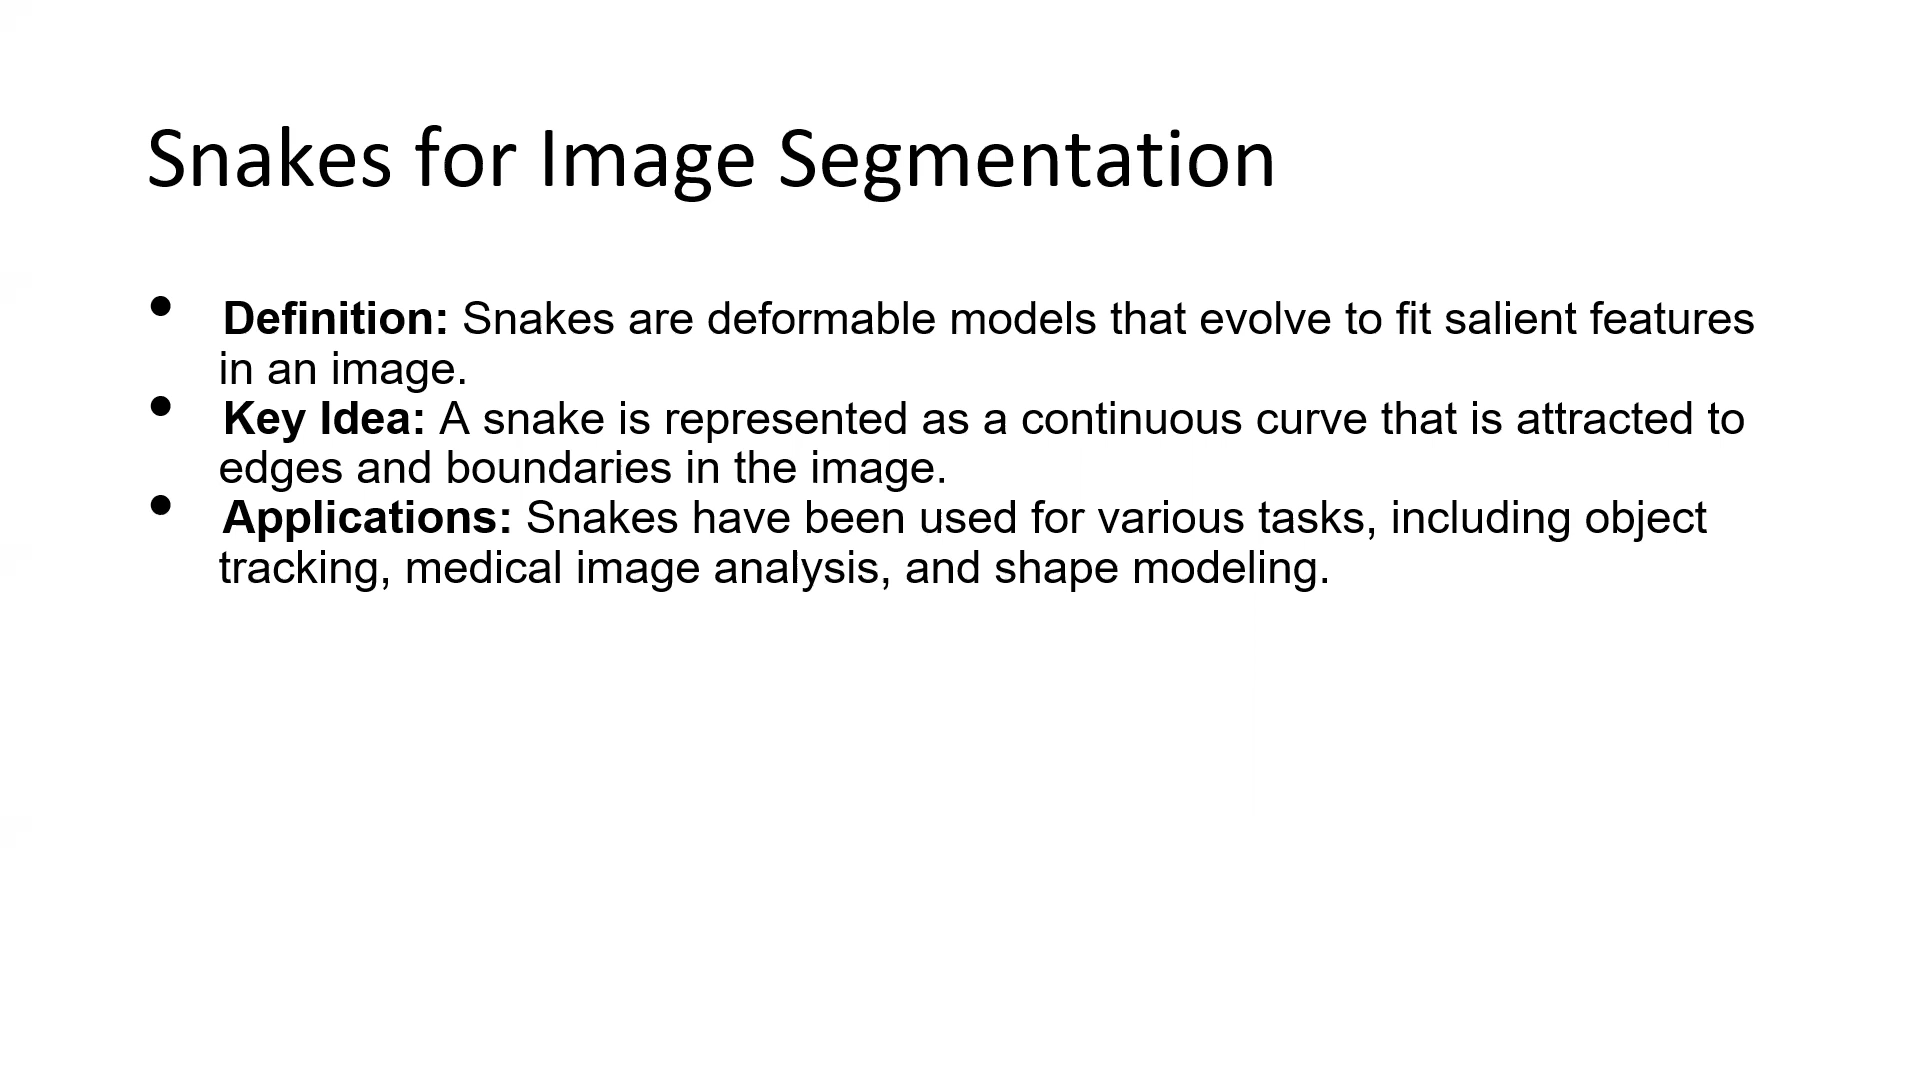 Snakes for Image Segmentation
• Definition: Snakes are deformable models that evolve to fit salient features
in an image.
• Key Idea: A snake is represented as a continuous curve that is attracted to
edges and boundaries in the image.
• Applications: Snakes have been used for various tasks, including object
tracking, medical image analysis, and shape modeling.